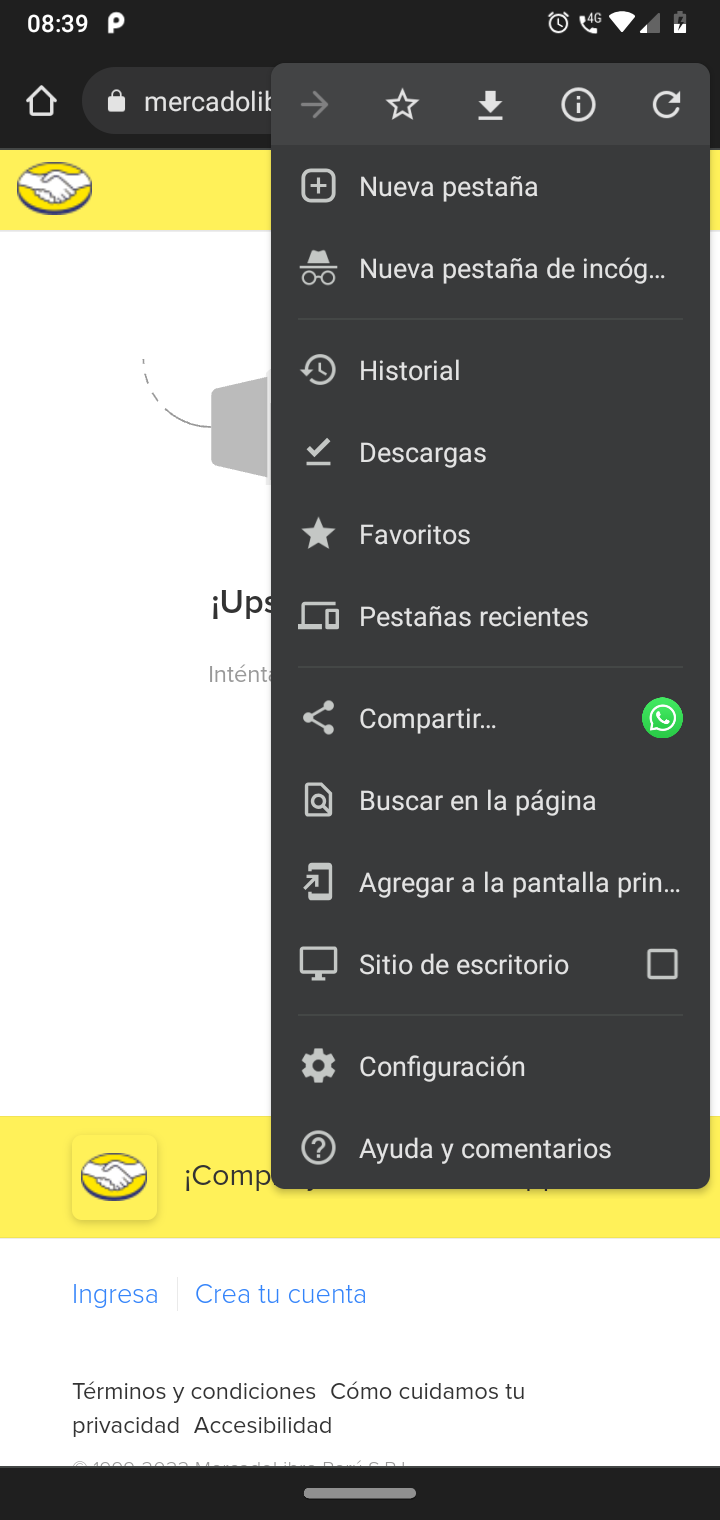 08:39
4G
mercadolib
Nueva pestaña
Nueva pestaña de incóg...
Historial
Descargas
Favoritos
Pestañas recientes
¡Ups
Inténta
Compartir...
Buscar en la página
Agregar a la pantalla prin...
Sitio de escritorio
Configuración
Ayuda y comentarios
¡Comp
Ingresa
Crea tu cuenta
Términos y condiciones Cómo cuidamos tu
privacidad Accesibilidad